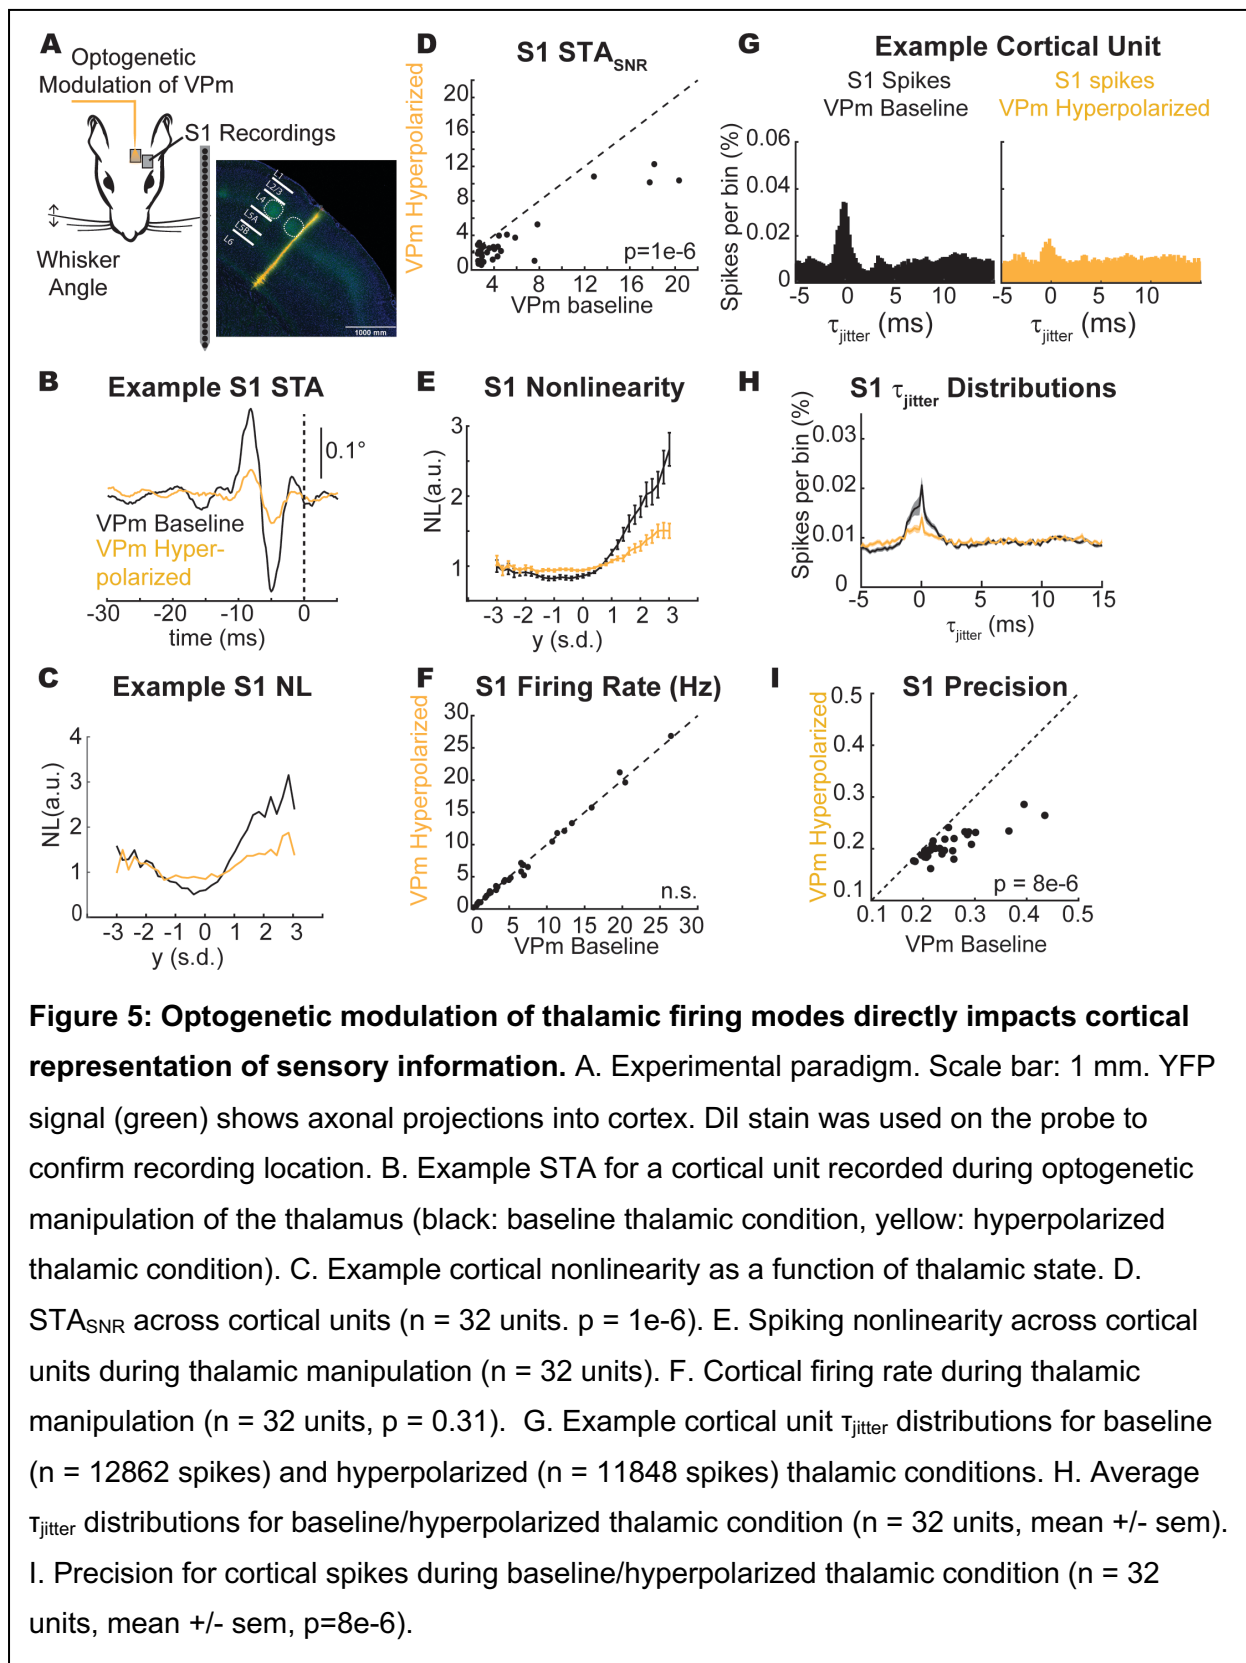 A
Optogenetic
Modulation of VPm
S1 Recordings
Whisker
Angle
L1
L2/3
L4
L5A
L5B
L6
1000 mm
B
Example S1 STA
0.1°
VPm Baseline
VPm Hyper-
polarized
-30 -20 -10 0
time (ms)
C
Example S1 NL
NL(a.u.)
4
3
2
1
0
-3 -2 -1 0 1 2 3
y (s.d.)
D
S1 STASNR
VPm Hyperpolarized
20
16
12
8
4
0
p=1e-6
4 8 12 16 20
VPm baseline
E
S1 Nonlinearity
NL(a.u.)
3
2
1
-3 -2 -1 0 1 2 3
y (s.d.)
F
S1 Firing Rate (Hz)
VPm Hyperpolarized
30
25
20
15
10
5
0
n.s.
0 5 10 15 20 25 30
VPm Baseline
G
Example Cortical Unit
S1 Spikes
VPm Baseline
S1 spikes
VPm Hyperpolarized
Spikes per bin (%)
0.06
0.04
0.02
0
-5 0 5 10
τjitter (ms)
-5 0 5 10
τjitter (ms)
H
S1 τjitter Distributions
Spikes per bin (%)
0.03
0.02
0.01
0
-5 0 5 10 15
τjitter (ms)
I
S1 Precision
VPm Hyperpolarized
0.5
0.4
0.3
0.2
0.1
p = 8e-6
0.1 0.2 0.3 0.4 0.5
VPm Baseline
Figure 5: Optogenetic modulation of thalamic firing modes directly impacts cortical
representation of sensory information. A. Experimental paradigm. Scale bar: 1 mm. YFP
signal (green) shows axonal projections into cortex. DiI stain was used on the probe to
confirm recording location. B. Example STA for a cortical unit recorded during optogenetic
manipulation of the thalamus (black: baseline thalamic condition, yellow: hyperpolarized
thalamic condition). C. Example cortical nonlinearity as a function of thalamic state. D.
STASNR across cortical units (n = 32 units. p = 1e-6). E. Spiking nonlinearity across cortical
units during thalamic manipulation (n = 32 units). F. Cortical firing rate during thalamic
manipulation (n = 32 units, p = 0.31).  G. Example cortical unit τjitter distributions for baseline
(n = 12862 spikes) and hyperpolarized (n = 11848 spikes) thalamic conditions. H. Average
τjitter distributions for baseline/hyperpolarized thalamic condition (n = 32 units, mean +/- sem).
I. Precision for cortical spikes during baseline/hyperpolarized thalamic condition (n = 32
units, mean +/- sem, p=8e-6).